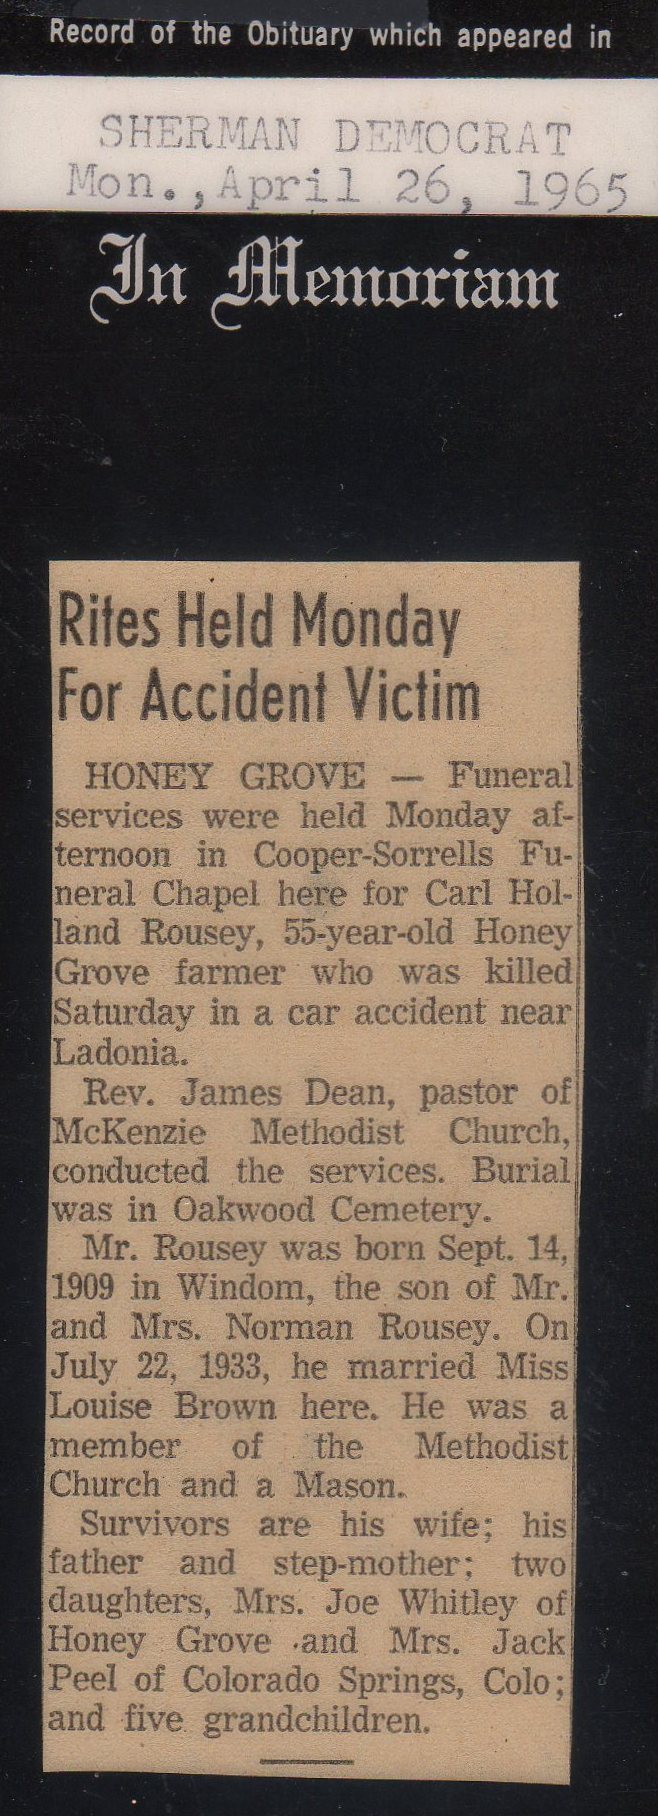 Record of the Obituary which appeared in
SHERMAN DEMOCRAT
Mon., April 26, 1965
In Memoriam
Rites Held Monday
For Accident Victim
HONEY GROVE — Funeral
services were held Monday af-
ternoon in Cooper-Sorrells Fu-
neral Chapel here for Carl Hol-
land Rousey, 55-year-old Honey
Grove farmer who was killed
Saturday in a car accident near
Ladonia.
Rev. James Dean, pastor of
McKenzie Methodist Church,
conducted the services. Burial
was in Oakwood Cemetery.
Mr. Rousey was born Sept. 14,
1909 in Windom, the son of Mr.
and Mrs. Norman Rousey. On
July 22, 1933, he married Miss
Louise Brown here. He was a
member of the Methodist
Church and a Mason.
Survivors are his wife; his
father and step-mother; two
daughters, Mrs. Joe Whitley of
Honey Grove and Mrs. Jack
Peel of Colorado Springs, Colo;
and five grandchildren.